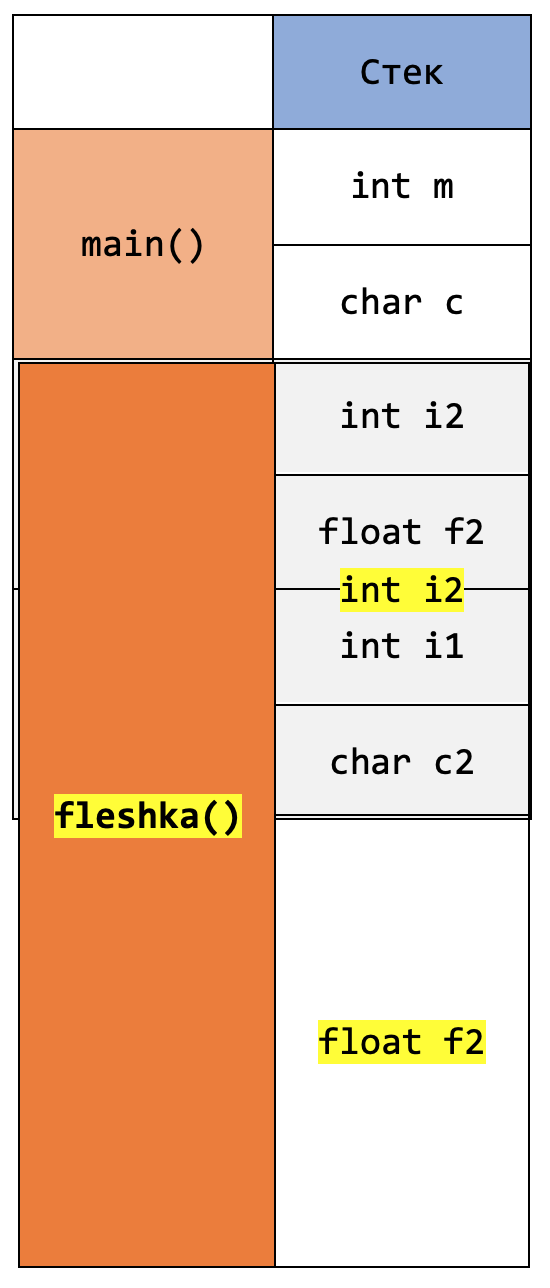 Стек
int m
main()
char c
int i2
float f2
int i2
int i1
char c2
fleshka()
float f2